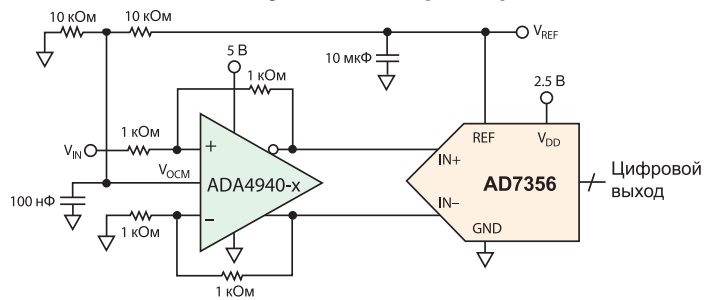 10 кОм
10 кОм
V_REF
5 В
10 мкФ
1 кОм
2.5 В
1 кОм
REF
V_DD
V_IN
+
IN+
V_OCM
ADA4940-x
AD7356
Цифровой
выход
100 нФ
–
IN–
GND
1 кОм
1 кОм